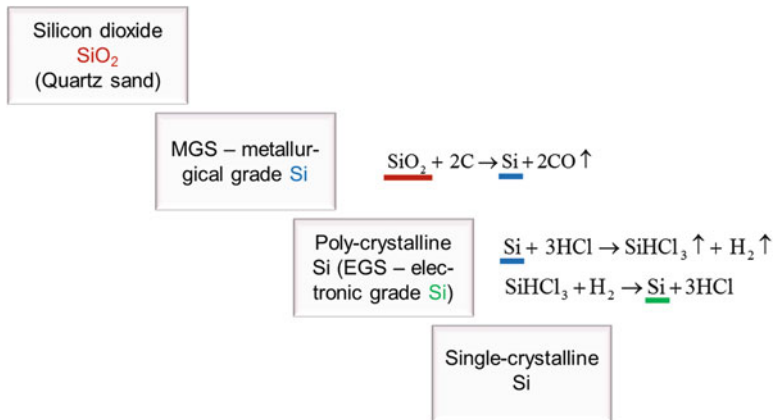 Silicon dioxide
SiO₂
(Quartz sand)
MGS – metallur-
gical grade Si
SiO₂ + 2C → Si + 2CO ↑
Poly-crystalline
Si (EGS – elec-
tronic grade Si)
Si + 3HCl → SiHCl₃ ↑ + H₂ ↑
SiHCl₃ + H₂ → Si + 3HCl
Single-crystalline
Si